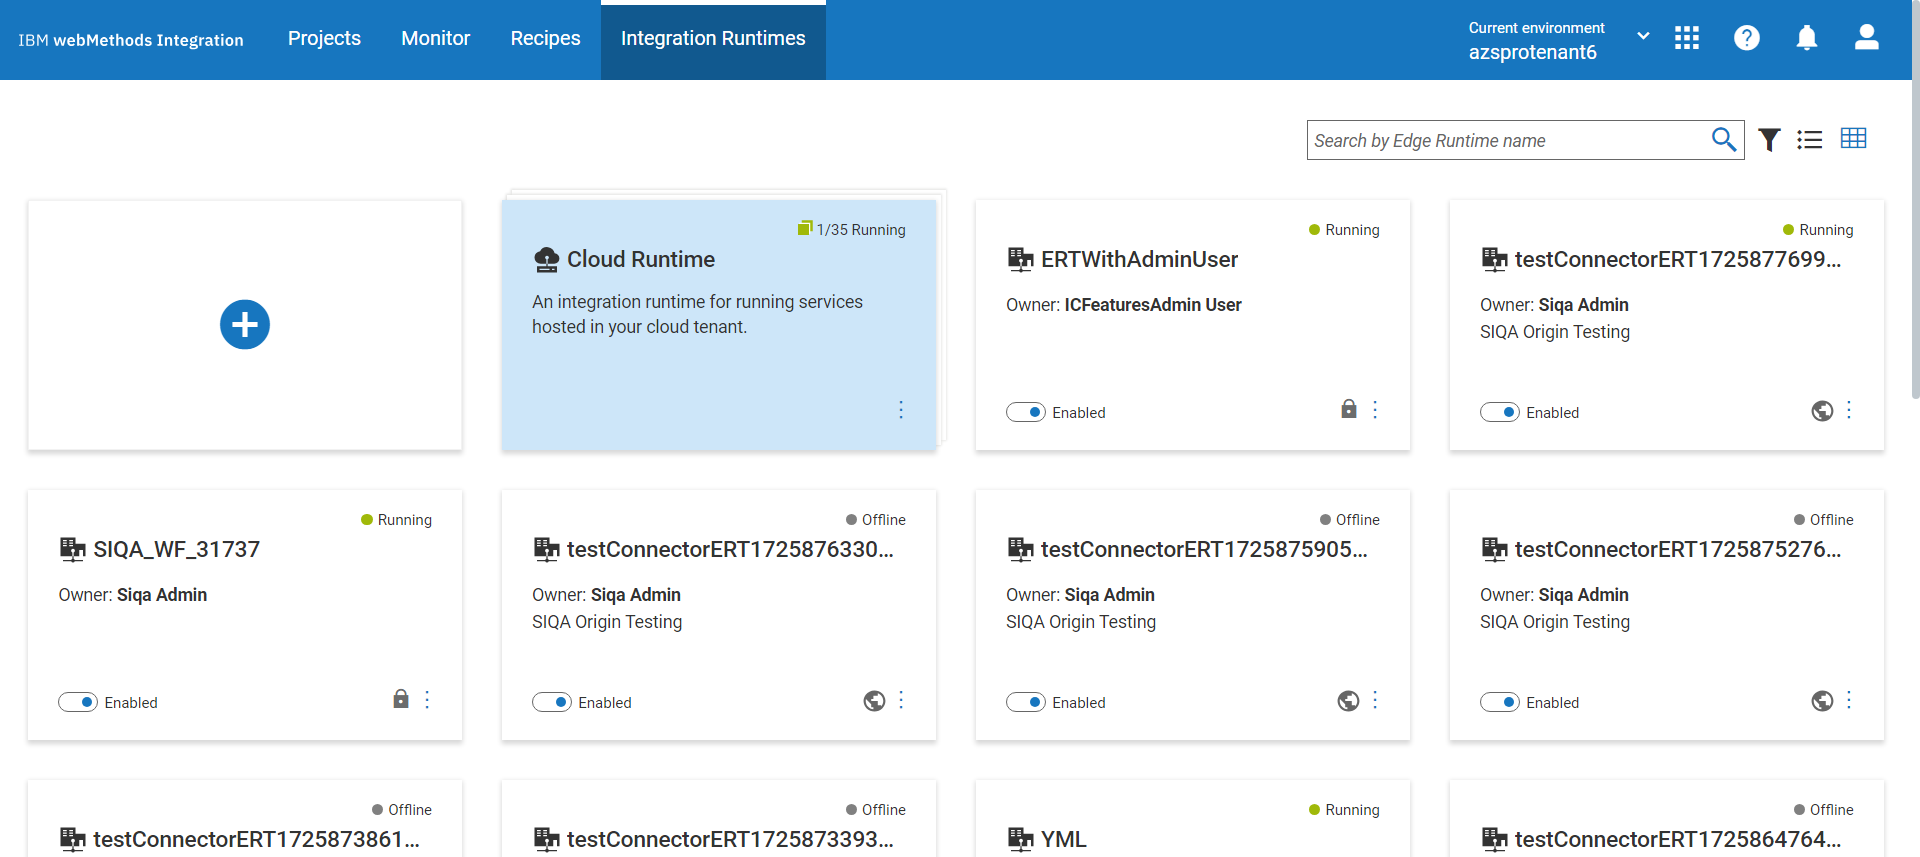 IBM webMethods Integration
Projects
Monitor
Recipes
Integration Runtimes
Current environment
azsprotenant6
Search by Edge Runtime name
1/35 Running
Cloud Runtime
An integration runtime for running services
hosted in your cloud tenant.
Running
ERTWithAdminUser
Owner: ICFeaturesAdmin User
Enabled
Running
testConnectorERT1725877699...
Owner: Siqa Admin
SIQA Origin Testing
Enabled
Running
SIQA_WF_31737
Owner: Siqa Admin
Enabled
Offline
testConnectorERT1725876330...
Owner: Siqa Admin
SIQA Origin Testing
Enabled
Offline
testConnectorERT1725875905...
Owner: Siqa Admin
SIQA Origin Testing
Enabled
Offline
testConnectorERT1725875276...
Owner: Siqa Admin
SIQA Origin Testing
Enabled
Offline
testConnectorERT1725873861...
Offline
testConnectorERT1725873393...
Running
YML
Offline
testConnectorERT1725864764...